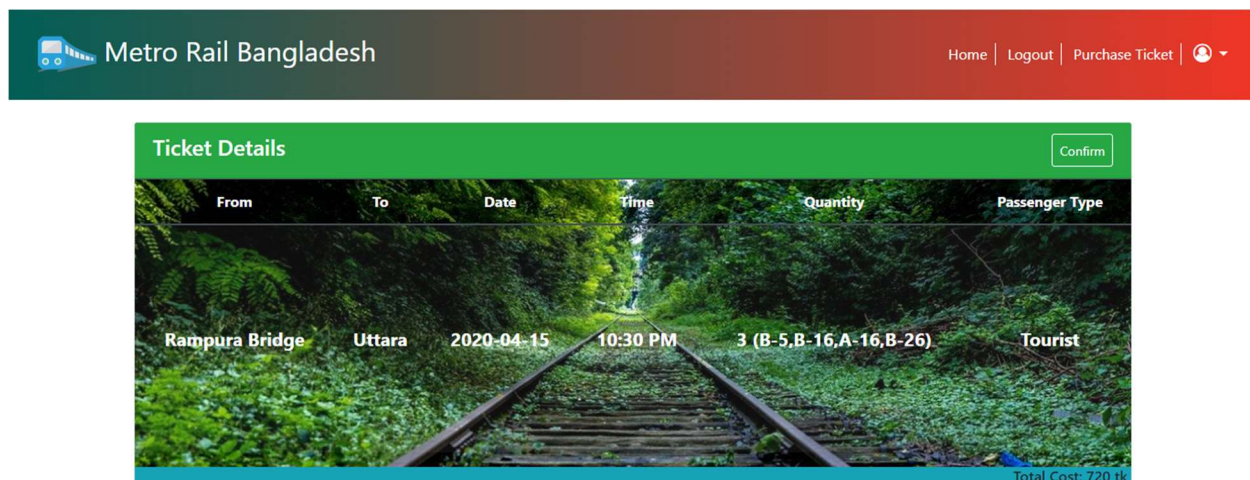 Metro Rail Bangladesh
Home | Logout | Purchase Ticket |
Ticket Details
Confirm
From To Date Time Quantity Passenger Type
Rampura Bridge Uttara 2020-04-15 10:30 PM 3 (B-5,B-16,A-16,B-26) Tourist
Total Cost: 720 tk